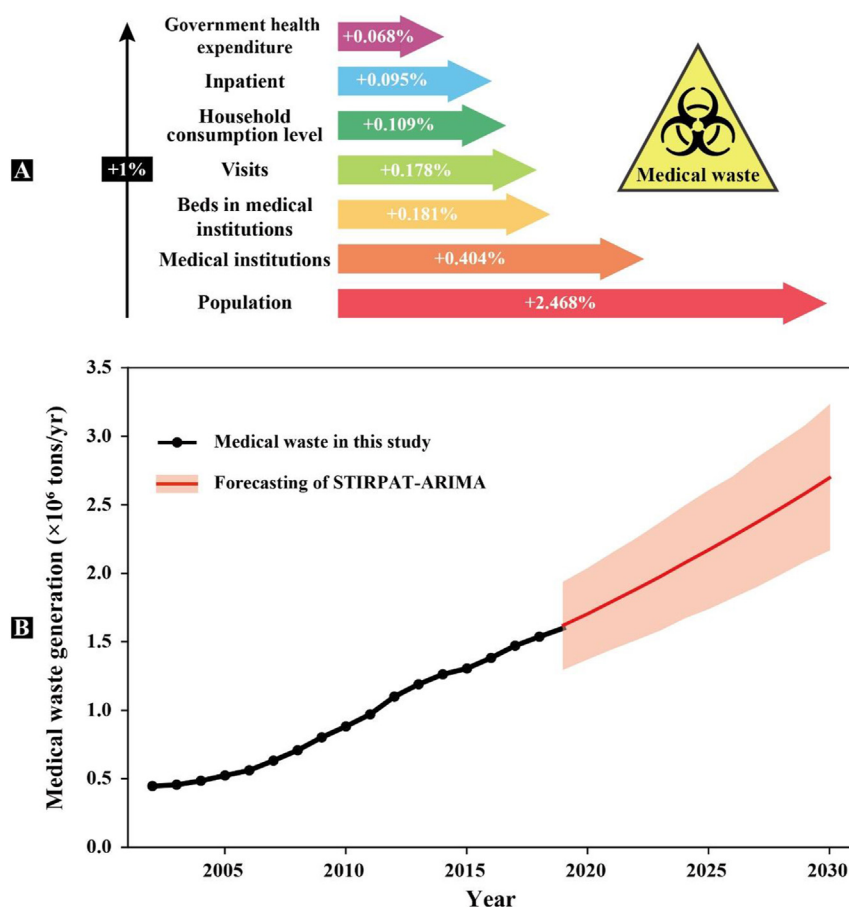 Government health
expenditure
+0.068%
Inpatient
+0.095%
Household
consumption level
+0.109%
A
+1%
Visits
+0.178%
Medical waste
Beds in medical
institutions
+0.181%
Medical institutions
+0.404%
Population
+2.468%
B
Medical waste generation (×10⁶ tons/yr)
3.5
3.0
2.5
2.0
1.5
1.0
0.5
0.0
Medical waste in this study
Forecasting of STIRPAT-ARIMA
2005
2010
2015
2020
2025
2030
Year